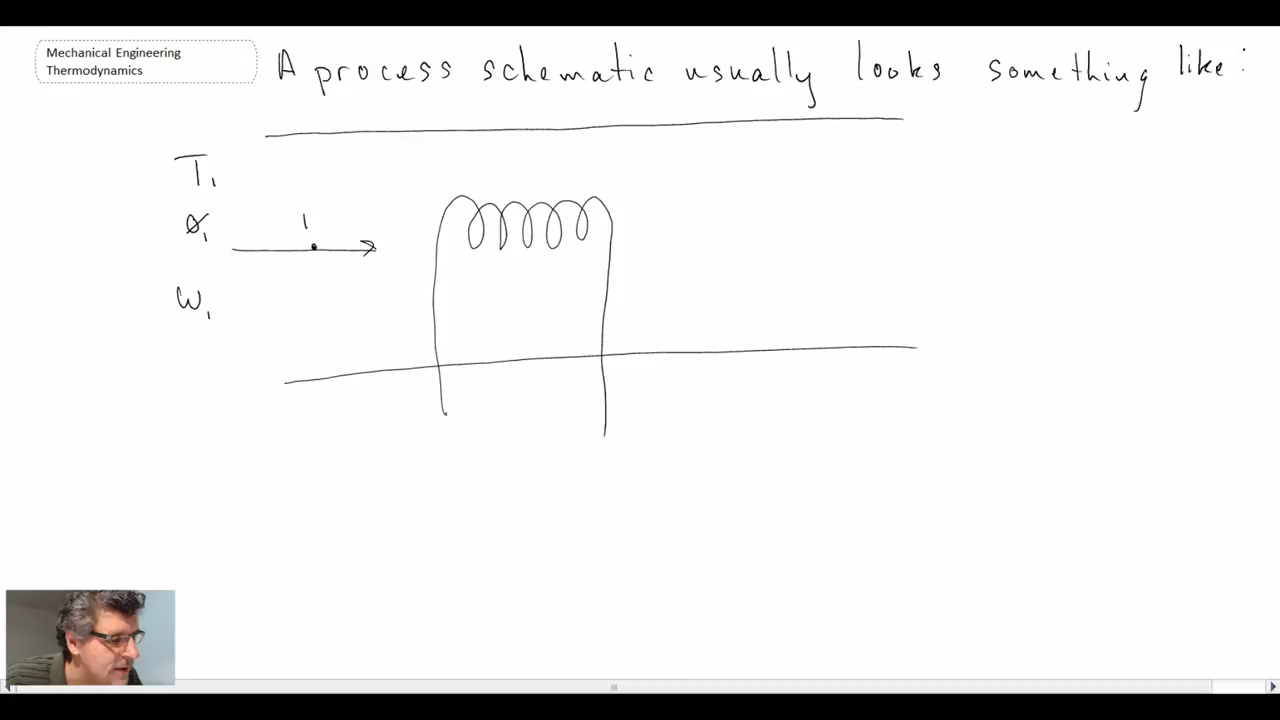 Mechanical Engineering
Thermodynamics
A process schematic usually looks something like:
T₁
ϕ₁
1
ω₁